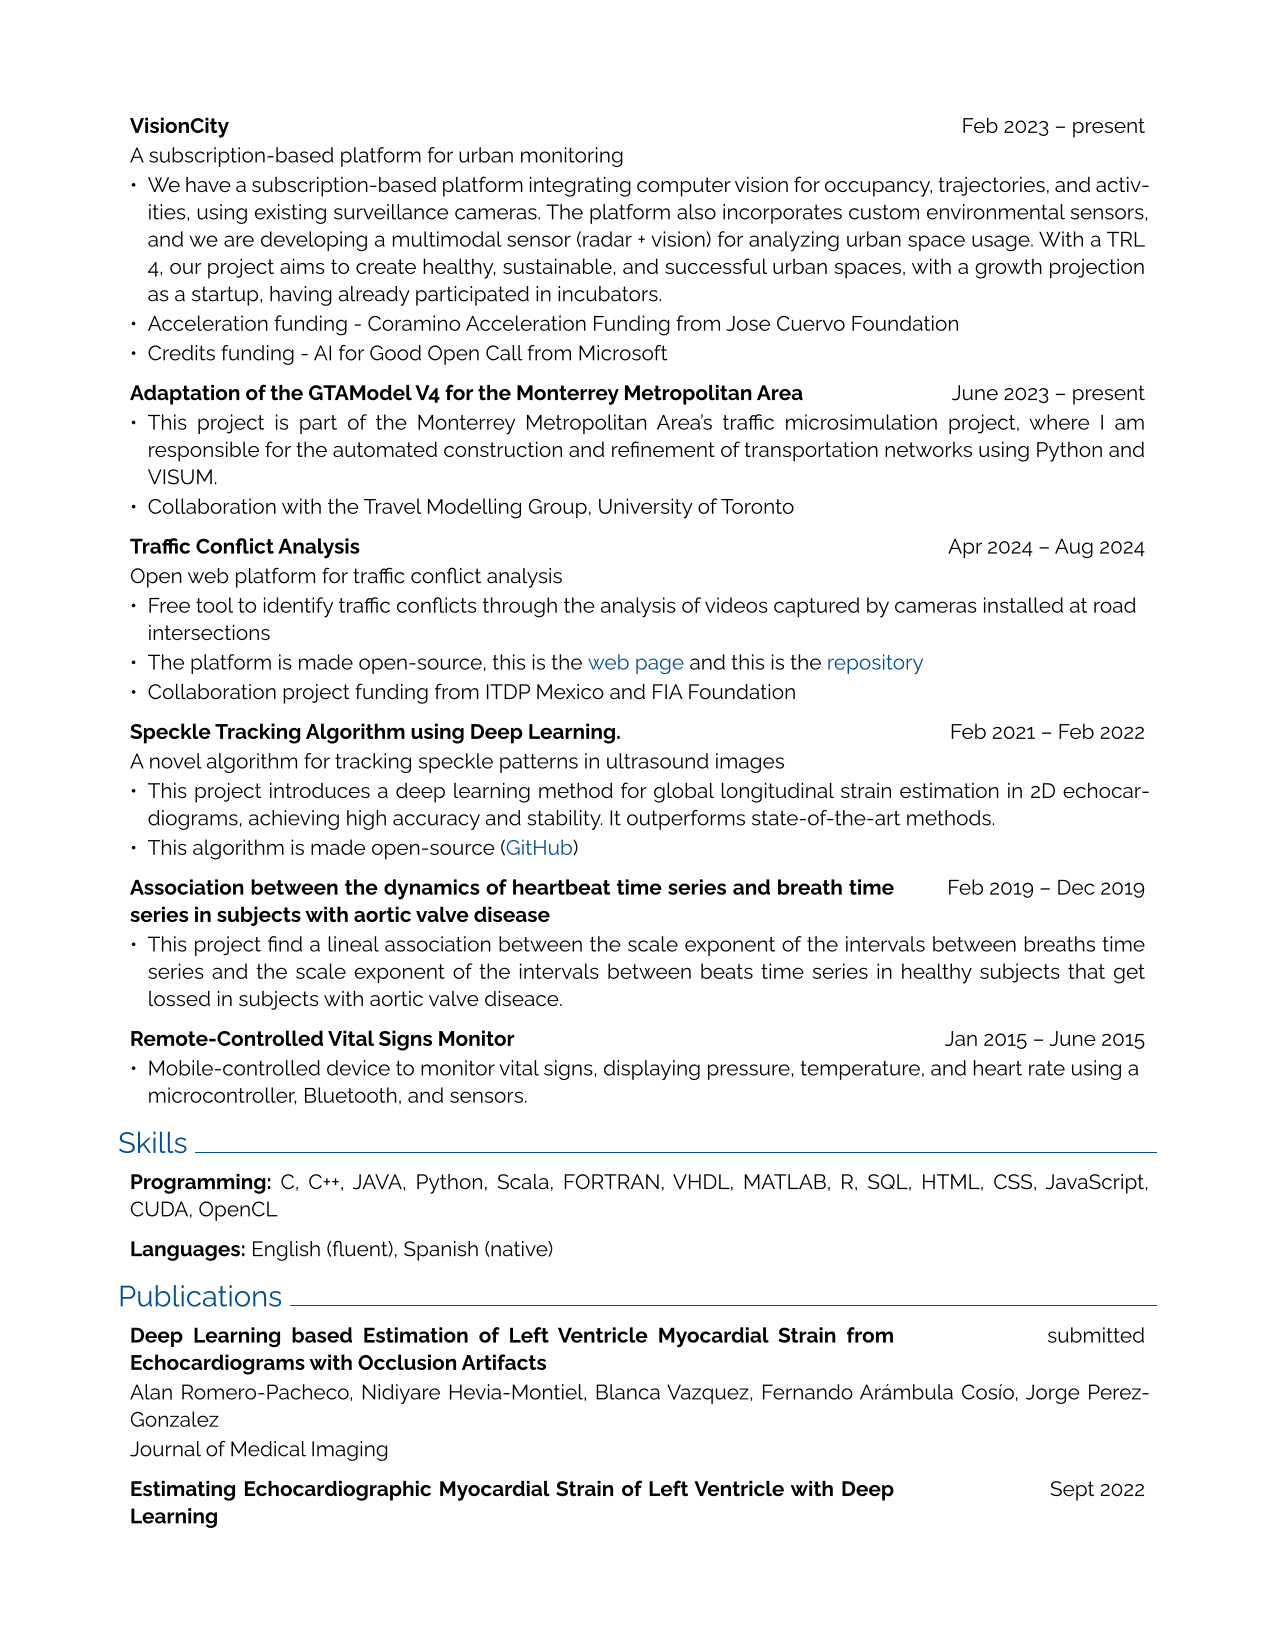 VisionCity Feb 2023 – present
A subscription-based platform for urban monitoring
• We have a subscription-based platform integrating computer vision for occupancy, trajectories, and activ-
ities, using existing surveillance cameras. The platform also incorporates custom environmental sensors,
and we are developing a multimodal sensor (radar + vision) for analyzing urban space usage. With a TRL
4, our project aims to create healthy, sustainable, and successful urban spaces, with a growth projection
as a startup, having already participated in incubators.
• Acceleration funding - Coramino Acceleration Funding from Jose Cuervo Foundation
• Credits funding - AI for Good Open Call from Microsoft
Adaptation of the GTAModel V4 for the Monterrey Metropolitan Area June 2023 – present
• This project is part of the Monterrey Metropolitan Area's traffic microsimulation project, where I am
responsible for the automated construction and refinement of transportation networks using Python and
VISUM.
• Collaboration with the Travel Modelling Group, University of Toronto
Traffic Conflict Analysis Apr 2024 – Aug 2024
Open web platform for traffic conflict analysis
• Free tool to identify traffic conflicts through the analysis of videos captured by cameras installed at road
intersections
• The platform is made open-source, this is the web page and this is the repository
• Collaboration project funding from ITDP Mexico and FIA Foundation
Speckle Tracking Algorithm using Deep Learning. Feb 2021 – Feb 2022
A novel algorithm for tracking speckle patterns in ultrasound images
• This project introduces a deep learning method for global longitudinal strain estimation in 2D echocar-
diograms, achieving high accuracy and stability. It outperforms state-of-the-art methods.
• This algorithm is made open-source (GitHub)
Association between the dynamics of heartbeat time series and breath time Feb 2019 – Dec 2019
series in subjects with aortic valve disease
• This project find a lineal association between the scale exponent of the intervals between breaths time
series and the scale exponent of the intervals between beats time series in healthy subjects that get
lossed in subjects with aortic valve diseace.
Remote-Controlled Vital Signs Monitor Jan 2015 – June 2015
• Mobile-controlled device to monitor vital signs, displaying pressure, temperature, and heart rate using a
microcontroller, Bluetooth, and sensors.
Skills
Programming: C, C++, JAVA, Python, Scala, FORTRAN, VHDL, MATLAB, R, SQL, HTML, CSS, JavaScript,
CUDA, OpenCL
Languages: English (fluent), Spanish (native)
Publications
Deep Learning based Estimation of Left Ventricle Myocardial Strain from submitted
Echocardiograms with Occlusion Artifacts
Alan Romero-Pacheco, Nidiyare Hevia-Montiel, Blanca Vazquez, Fernando Arámbula Cosío, Jorge Perez-
Gonzalez
Journal of Medical Imaging
Estimating Echocardiographic Myocardial Strain of Left Ventricle with Deep Sept 2022
Learning